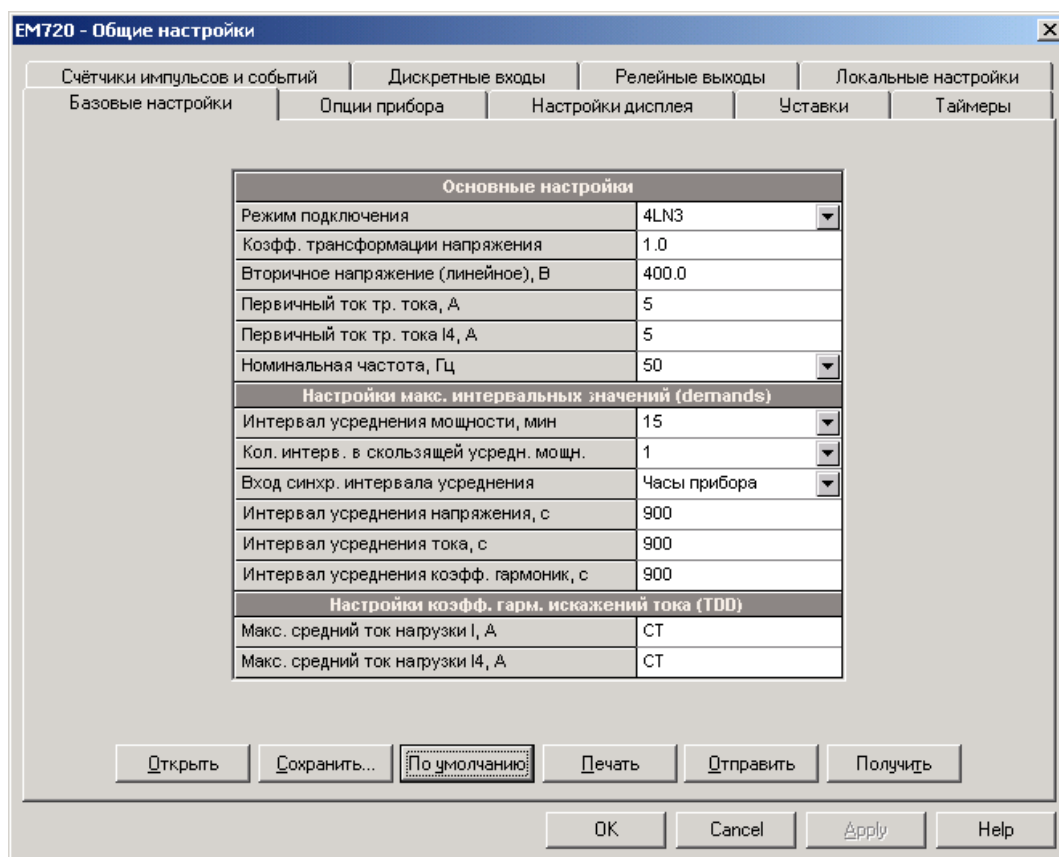 EM720 - Общие настройки
Счётчики импульсов и событий Дискретные входы Релейные выходы Локальные настройки
Базовые настройки Опции прибора Настройки дисплея Уставки Таймеры
Основные настройки
Режим подключения 4LN3
Коэфф. трансформации напряжения 1.0
Вторичное напряжение (линейное), В 400.0
Первичный ток тр. тока, А 5
Первичный ток тр. тока I4, А 5
Номинальная частота, Гц 50
Настройки макс. интервальных значений (demands)
Интервал усреднения мощности, мин 15
Кол. интерв. в скользящей усредн. мощн. 1
Вход синхр. интервала усреднения Часы прибора
Интервал усреднения напряжения, с 900
Интервал усреднения тока, с 900
Интервал усреднения коэфф. гармоник, с 900
Настройки коэфф. гарм. искажений тока (TDD)
Макс. средний ток нагрузки I, А CT
Макс. средний ток нагрузки I4, А CT
Открыть Сохранить... По умолчанию Печать Отправить Получить
OK Cancel Apply Help